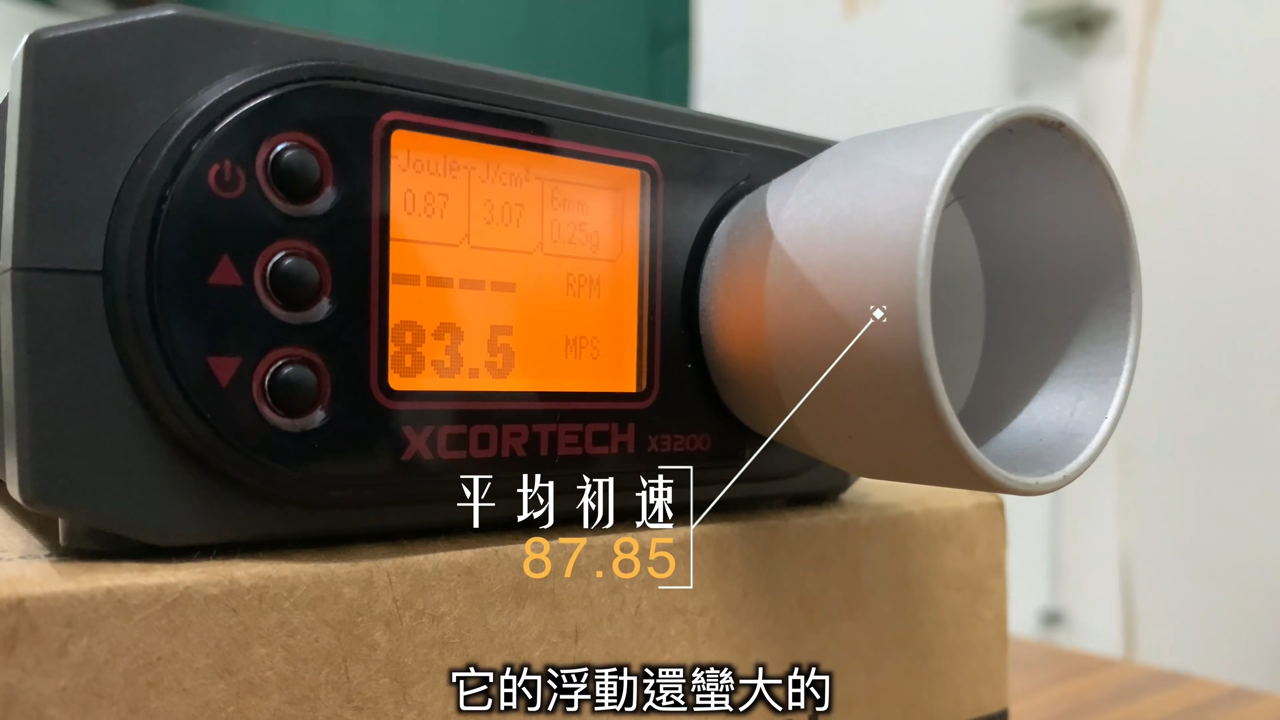 Joule J/cm²
0.87 3.07 6mm
0.25g
---- RPM
83.5 MPS
XCORTECH X3200
平均初速
87.85
它的浮動還蠻大的